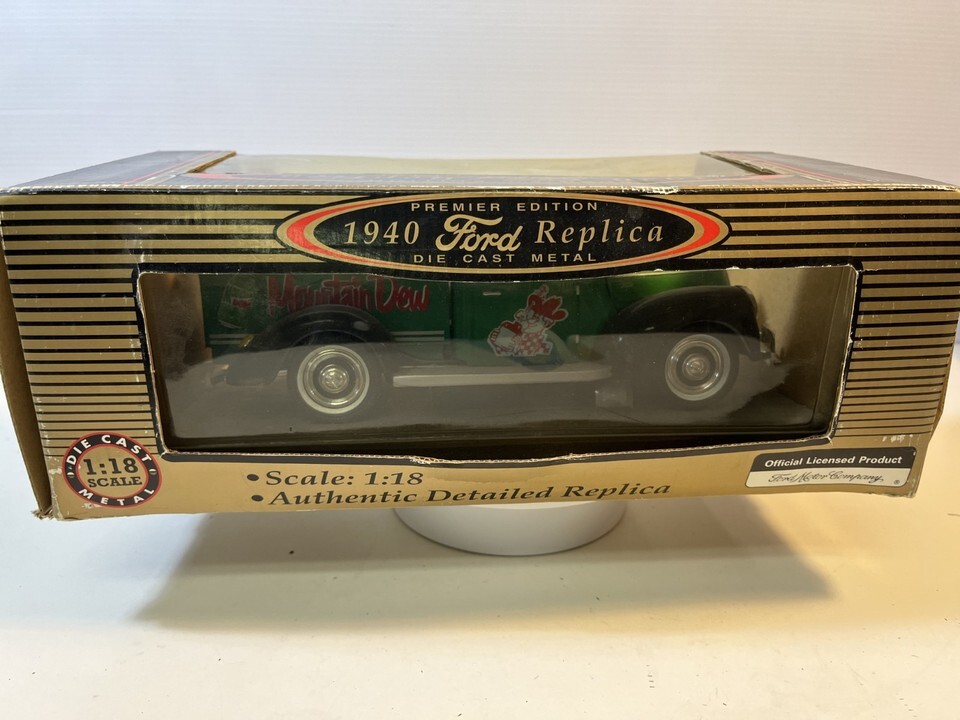 PREMIER EDITION
1940 Ford Replica
DIE CAST METAL
Mountain Dew
DIE CAST
1:18
SCALE
METAL
• Scale: 1:18
• Authentic Detailed Replica
Official Licensed Product
Ford Motor Company ®